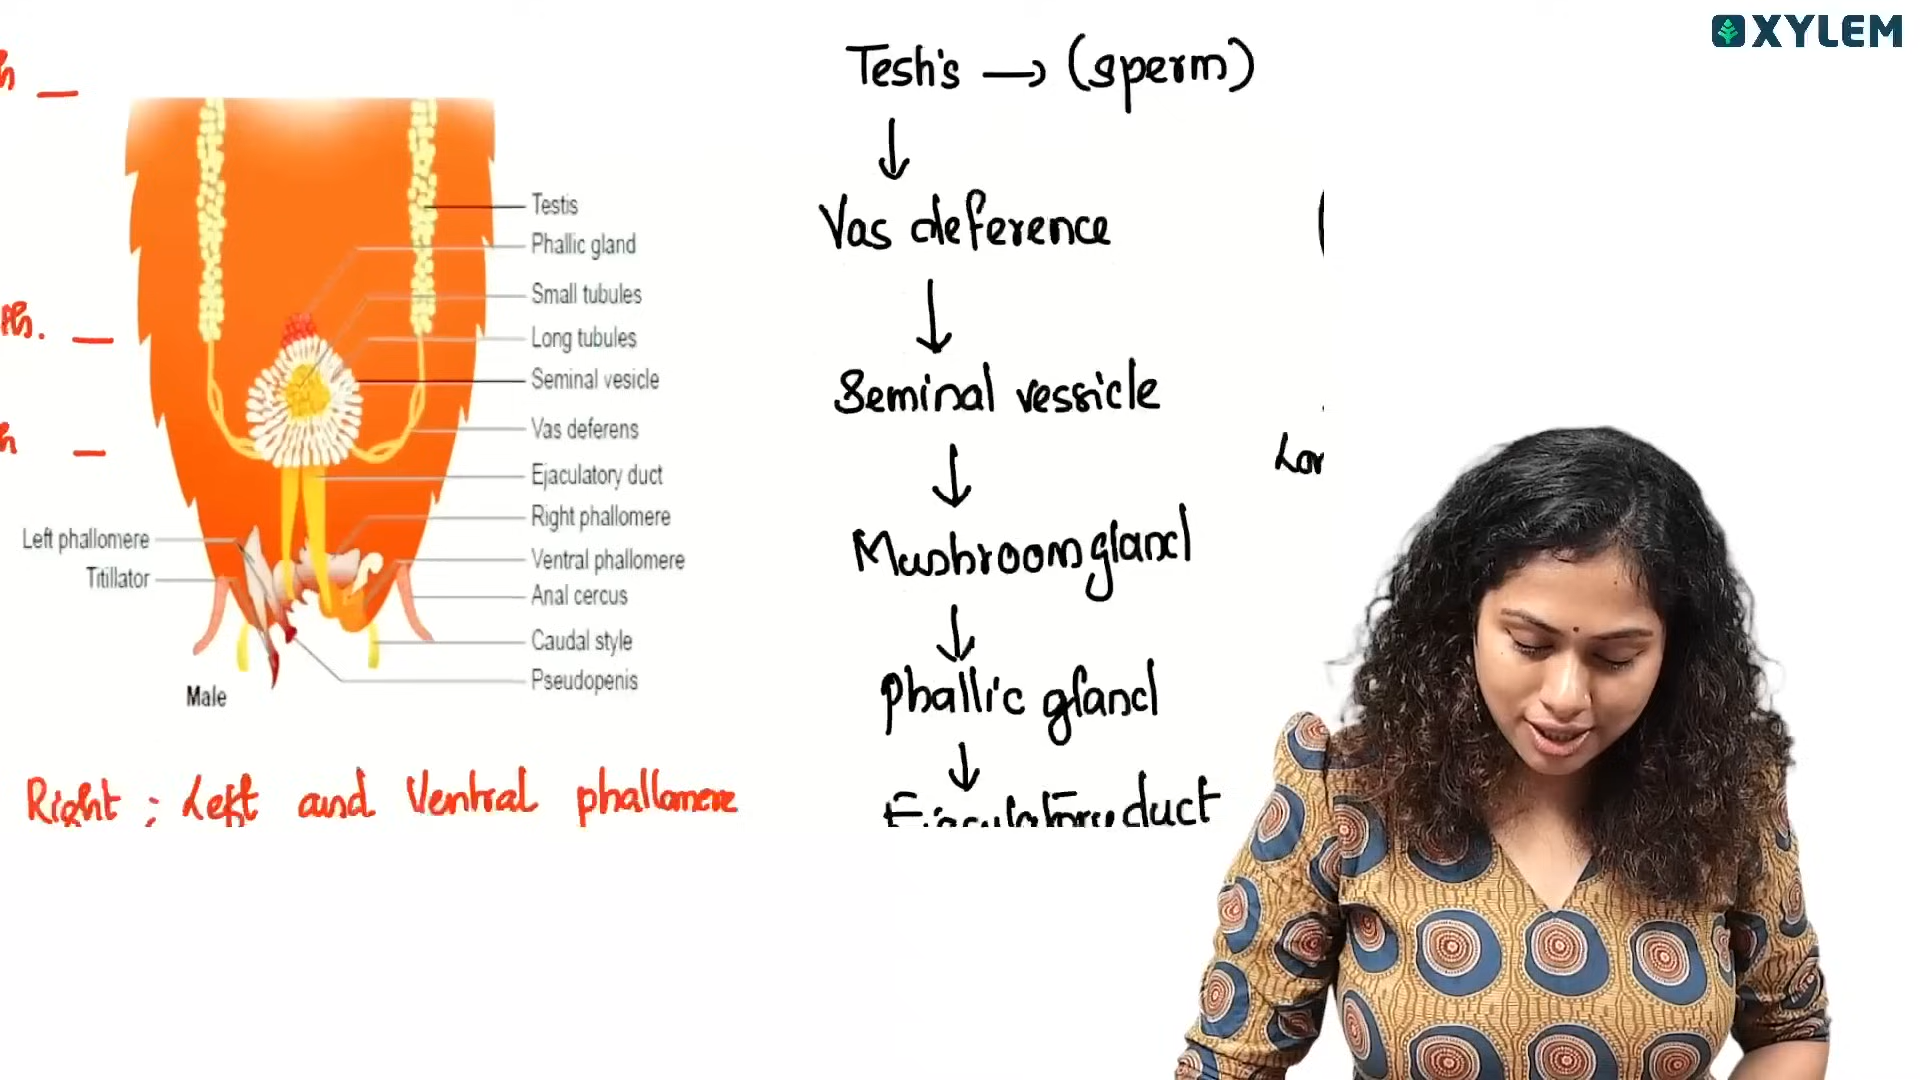 XYLEM
Testis → (sperm)
↓
Vas deference
↓
Seminal vessicle
↓
Mushroom gland
↓
Phallic gland
↓
Ejaculatory duct
Testis
Phallic gland
Small tubules
Long tubules
Seminal vesicle
Vas deferens
Ejaculatory duct
Right phallomere
Ventral phallomere
Anal cercus
Caudal style
Pseudopenis
Left phallomere
Titillator
Male
Right ; Left and Ventral phallomere